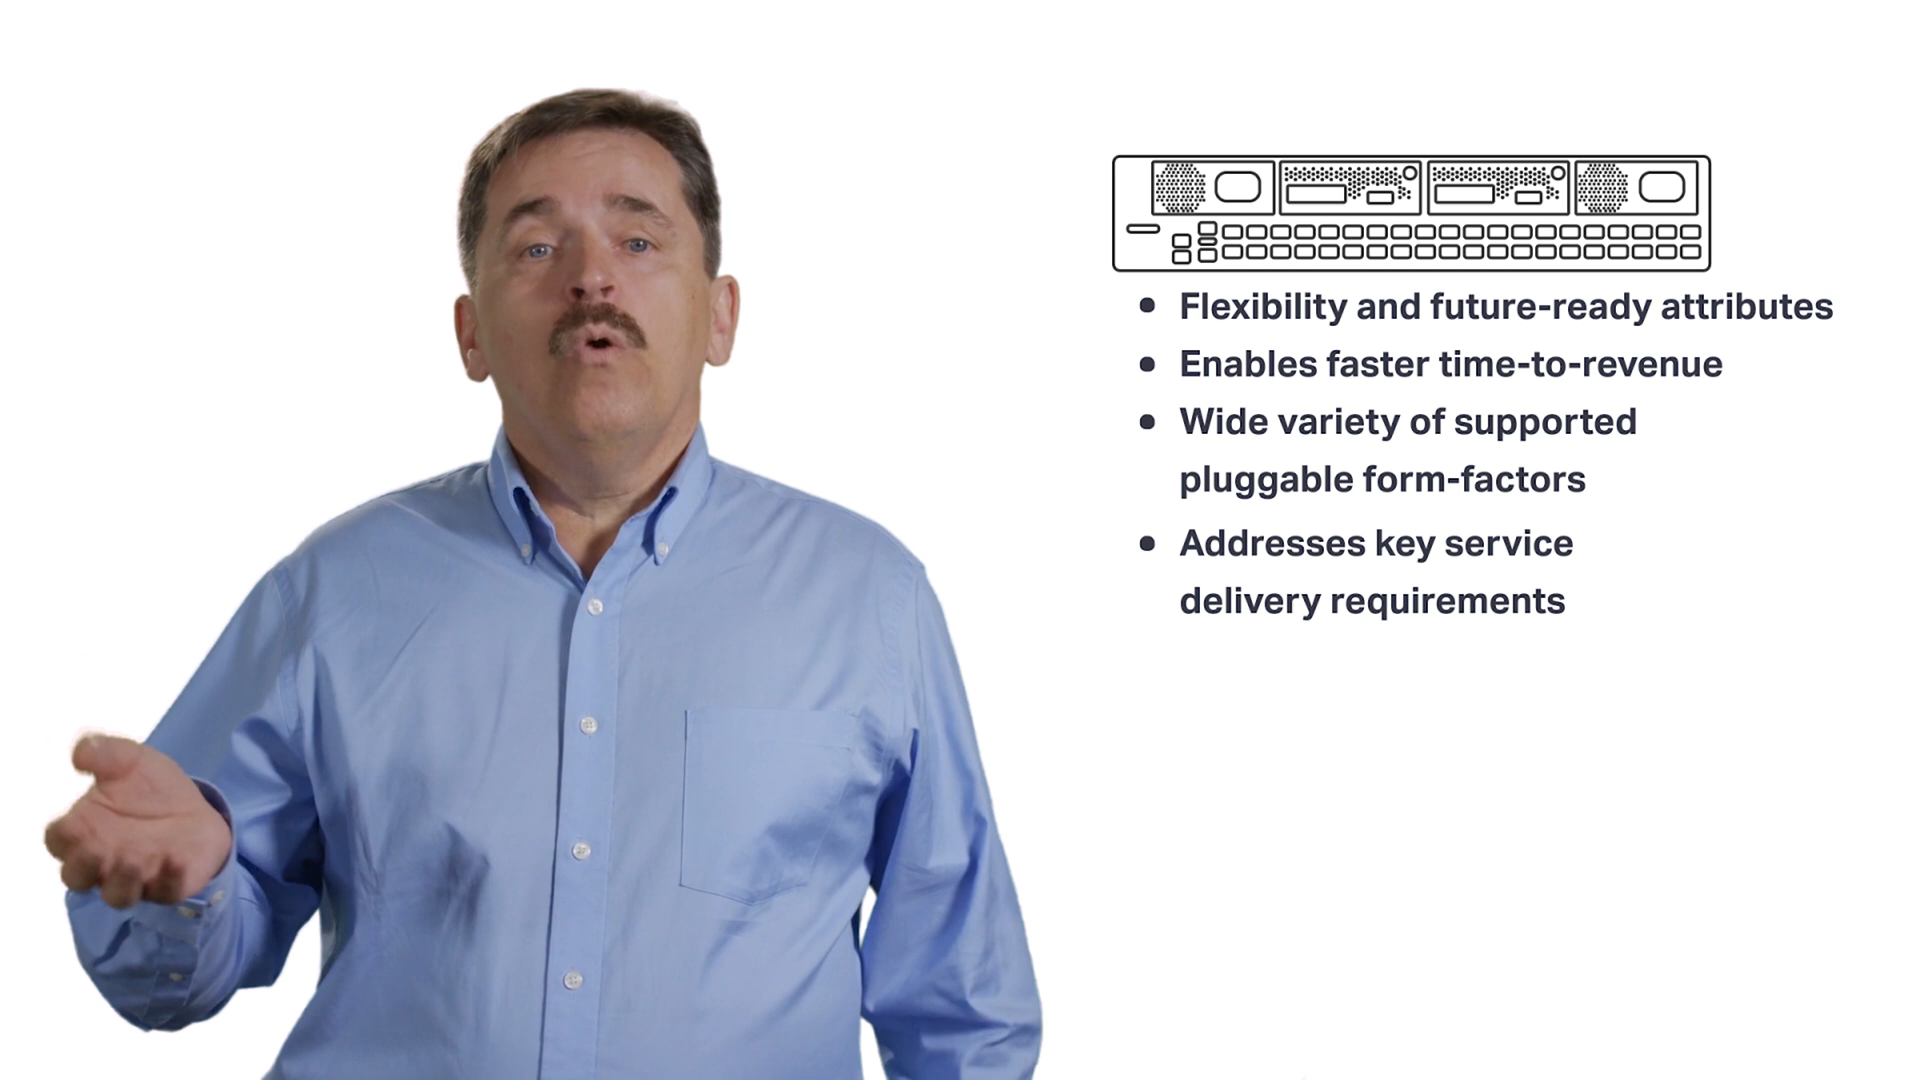 • Flexibility and future-ready attributes
• Enables faster time-to-revenue
• Wide variety of supported
pluggable form-factors
• Addresses key service
delivery requirements